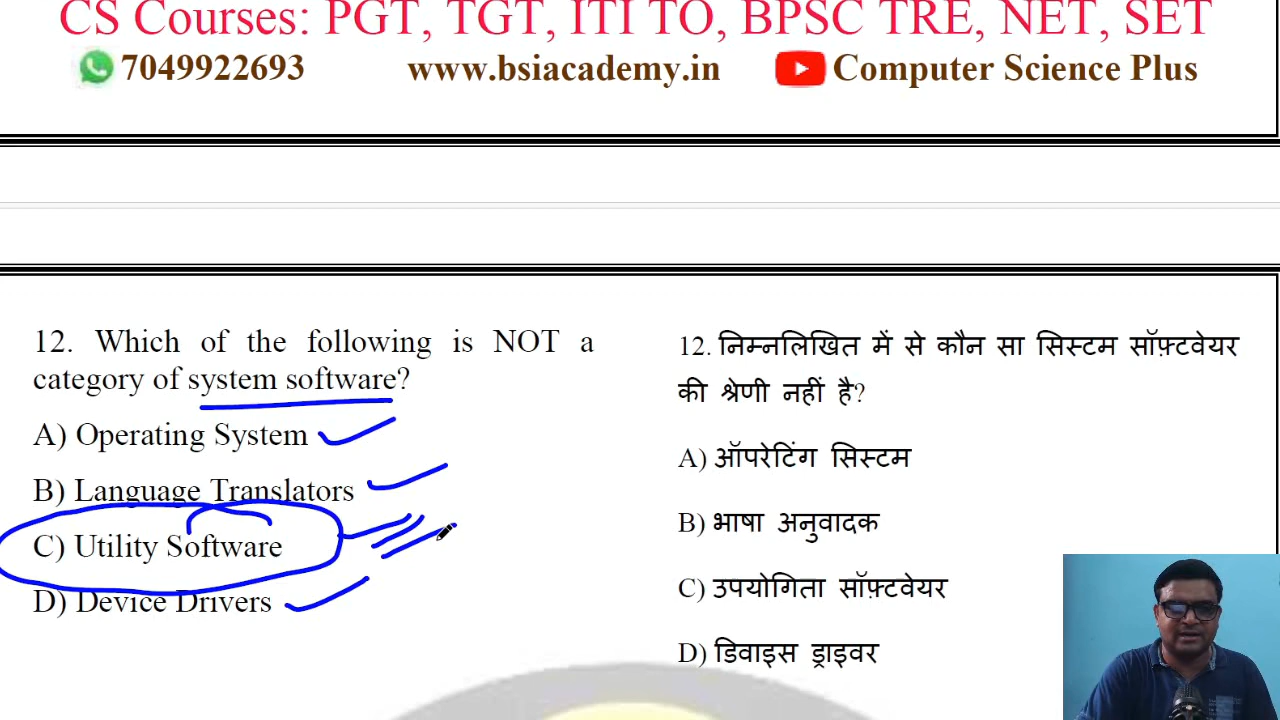 CS Courses: PGT, TGT, ITI TO, BPSC TRE, NET, SET
7049922693 www.bsiacademy.in Computer Science Plus
12. Which of the following is NOT a
category of system software?
A) Operating System
B) Language Translators
C) Utility Software
D) Device Drivers
12. निम्नलिखित में से कौन सा सिस्टम सॉफ़्टवेयर
की श्रेणी नहीं है?
A) ऑपरेटिंग सिस्टम
B) भाषा अनुवादक
C) उपयोगिता सॉफ़्टवेयर
D) डिवाइस ड्राइवर